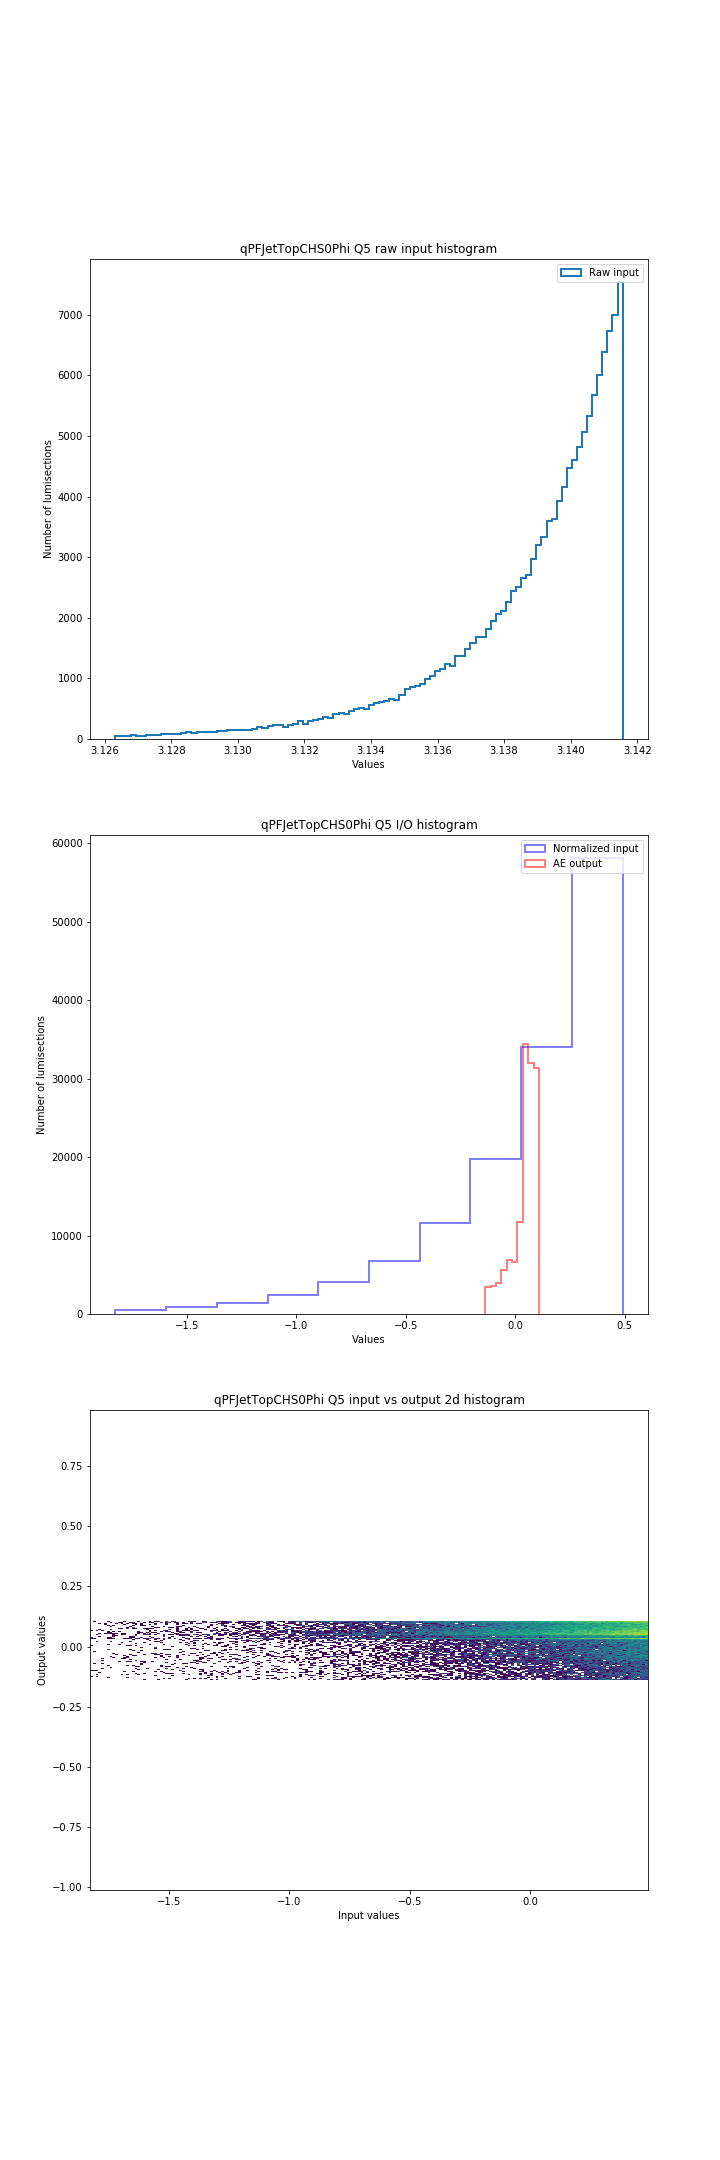 qPFJetTopCHS0Phi Q5 raw input histogram
Raw input
7000
6000
5000
4000
3000
2000
1000
0
Number of lumisections
3.126 3.128 3.130 3.132 3.134 3.136 3.138 3.140 3.142
Values
qPFJetTopCHS0Phi Q5 I/O histogram
Normalized input
AE output
60000
50000
40000
30000
20000
10000
0
Number of lumisections
−1.5 −1.0 −0.5 0.0 0.5
Values
qPFJetTopCHS0Phi Q5 input vs output 2d histogram
0.75
0.50
0.25
0.00
−0.25
−0.50
−0.75
−1.00
Output values
−1.5 −1.0 −0.5 0.0
Input values